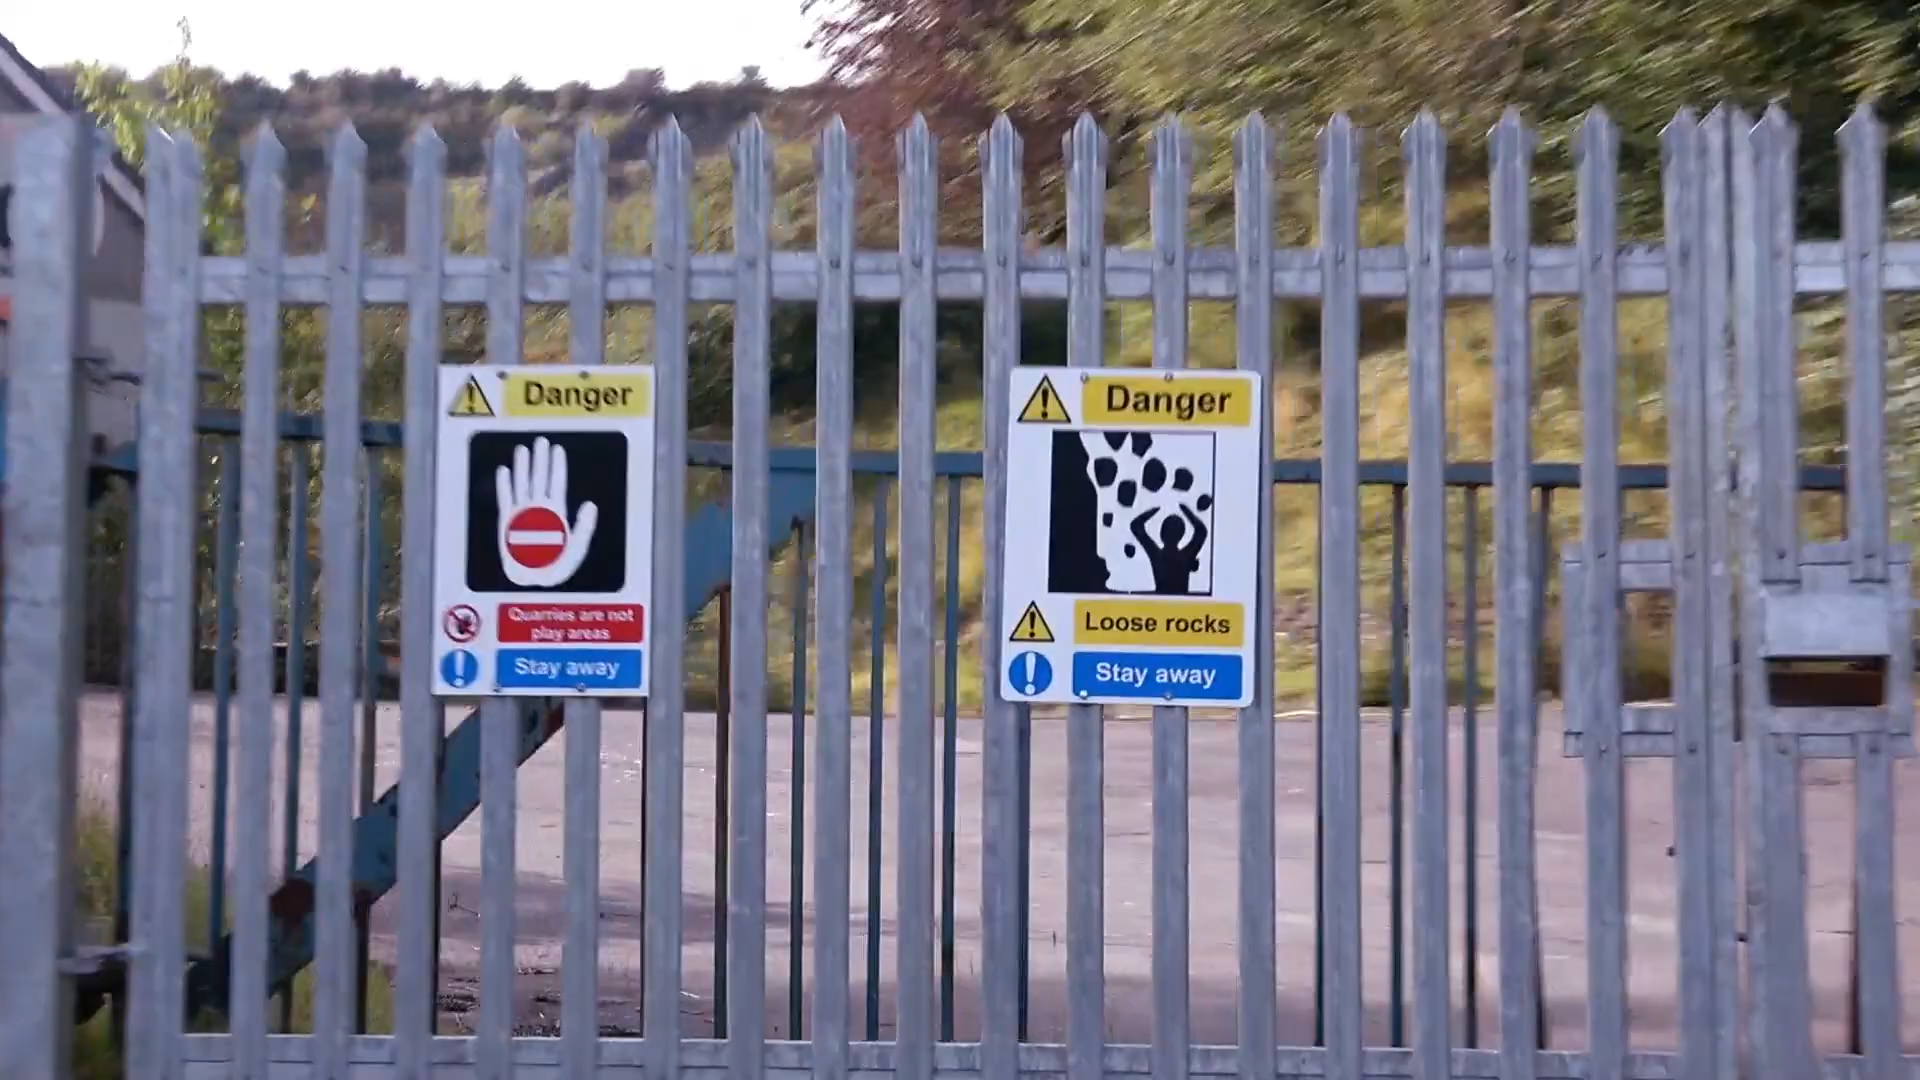 Danger
Quarries are not
play areas
Stay away
Danger
Loose rocks
Stay away